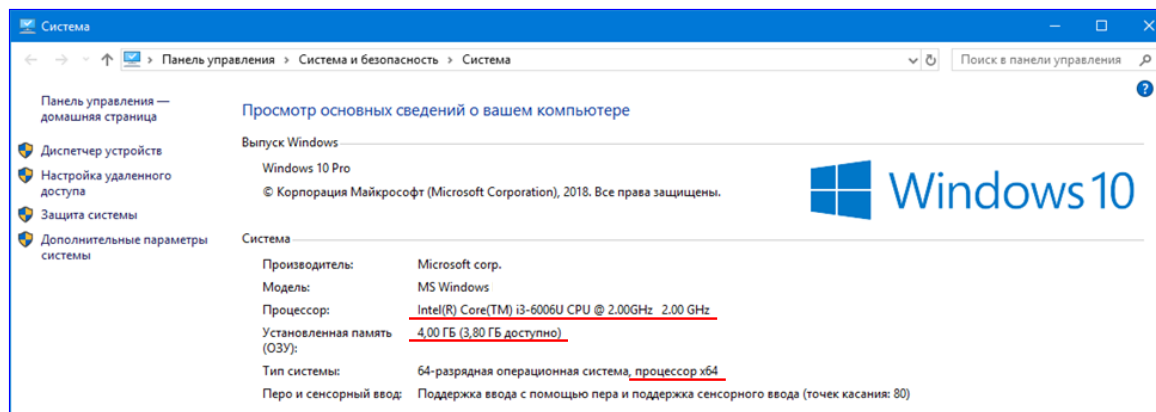 Система
Панель управления › Система и безопасность › Система
Поиск в панели управления
Панель управления —
домашняя страница
Диспетчер устройств
Настройка удаленного
доступа
Защита системы
Дополнительные параметры
системы
Просмотр основных сведений о вашем компьютере
Выпуск Windows
Windows 10 Pro
© Корпорация Майкрософт (Microsoft Corporation), 2018. Все права защищены.
Windows 10
Система
Производитель: Microsoft corp.
Модель: MS Windows
Процессор: Intel(R) Core(TM) i3-6006U CPU @ 2.00GHz 2.00 GHz
Установленная память 4,00 ГБ (3,80 ГБ доступно)
(ОЗУ):
Тип системы: 64-разрядная операционная система, процессор x64
Перо и сенсорный ввод: Поддержка ввода с помощью пера и поддержка сенсорного ввода (точек касания: 80)